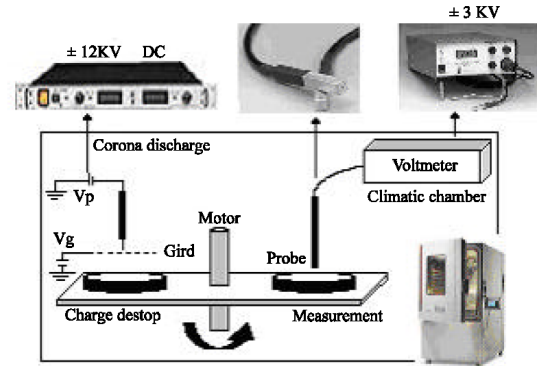 ± 3 KV
± 12KV DC
Corona discharge
Voltmeter
Climatic chamber
Vp
Motor
Vg
Gird
Probe
Charge destop
Measurement